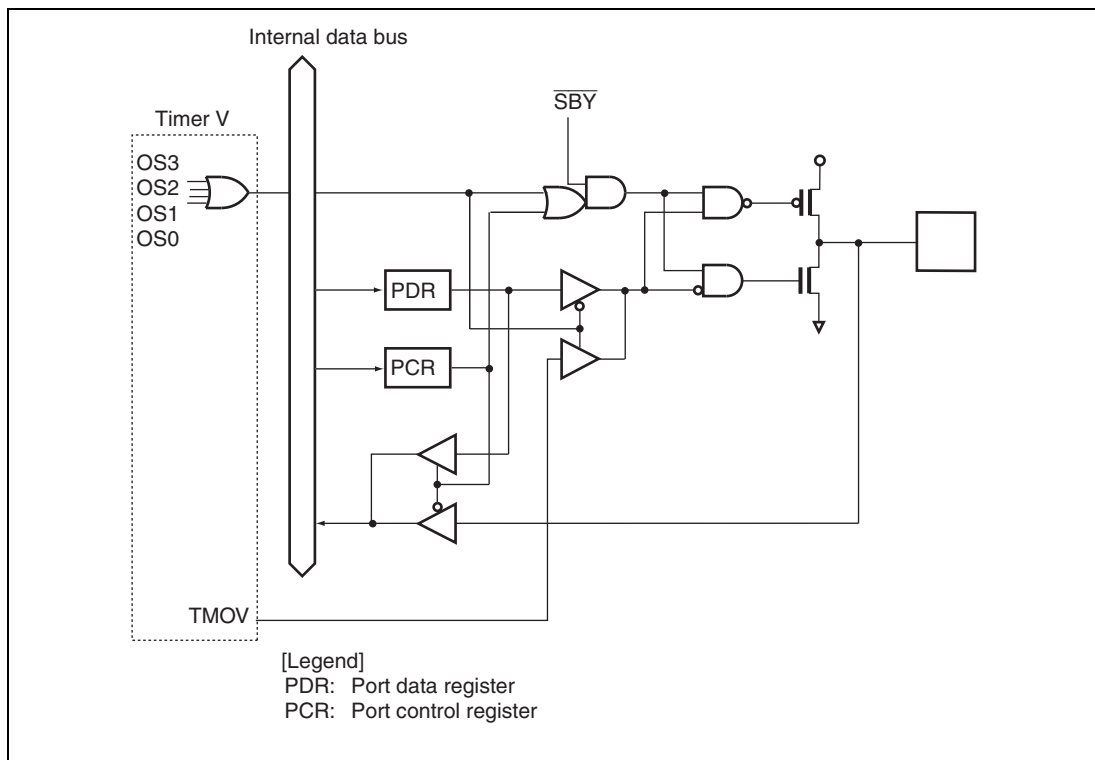 Internal data bus
SBY
Timer V
OS3
OS2
OS1
OS0
PDR
PCR
TMOV
[Legend]
PDR: Port data register
PCR: Port control register